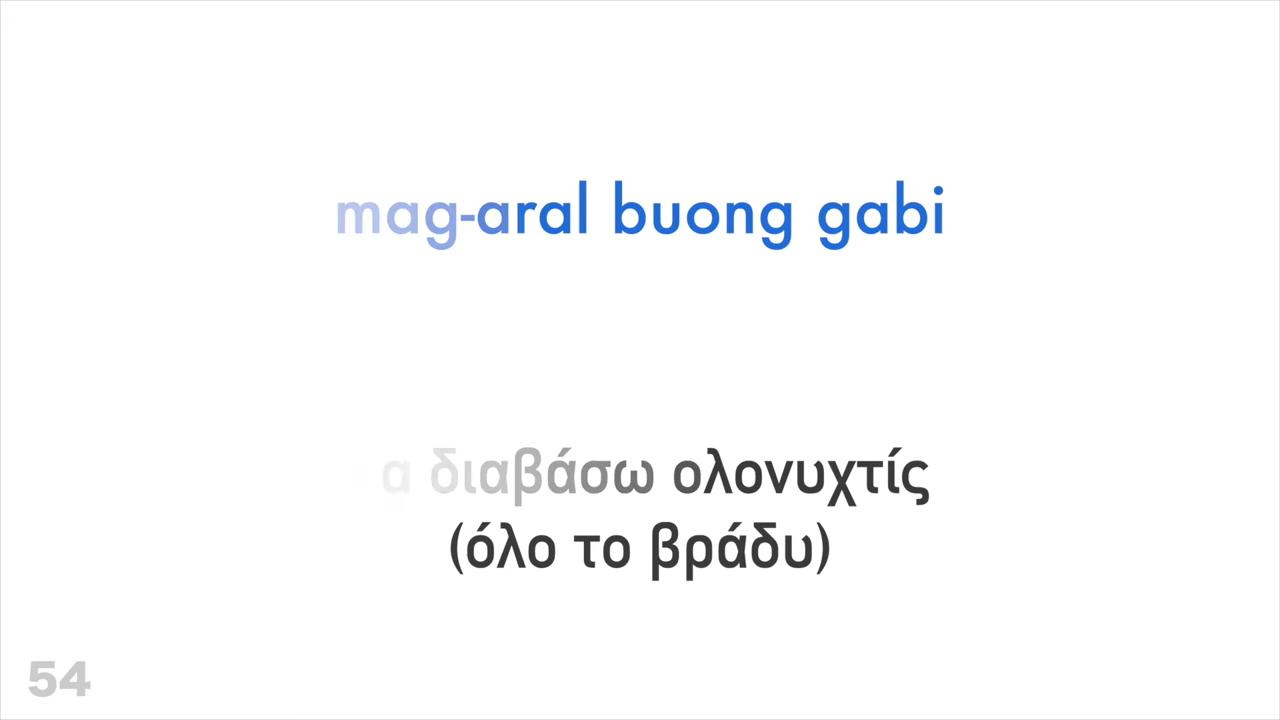 mag-aral buong gabi
διαβάσω ολονυχτίς
(όλο το βράδυ)
54